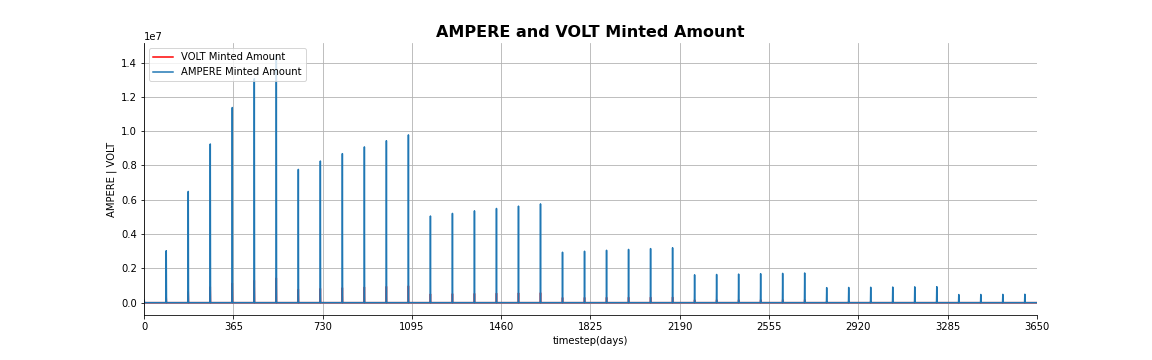 AMPERE and VOLT Minted Amount
1e7
VOLT Minted Amount
AMPERE Minted Amount
1.4
1.2
1.0
0.8
0.6
0.4
0.2
0.0
AMPERE | VOLT
0 365 730 1095 1460 1825 2190 2555 2920 3285 3650
timestep(days)